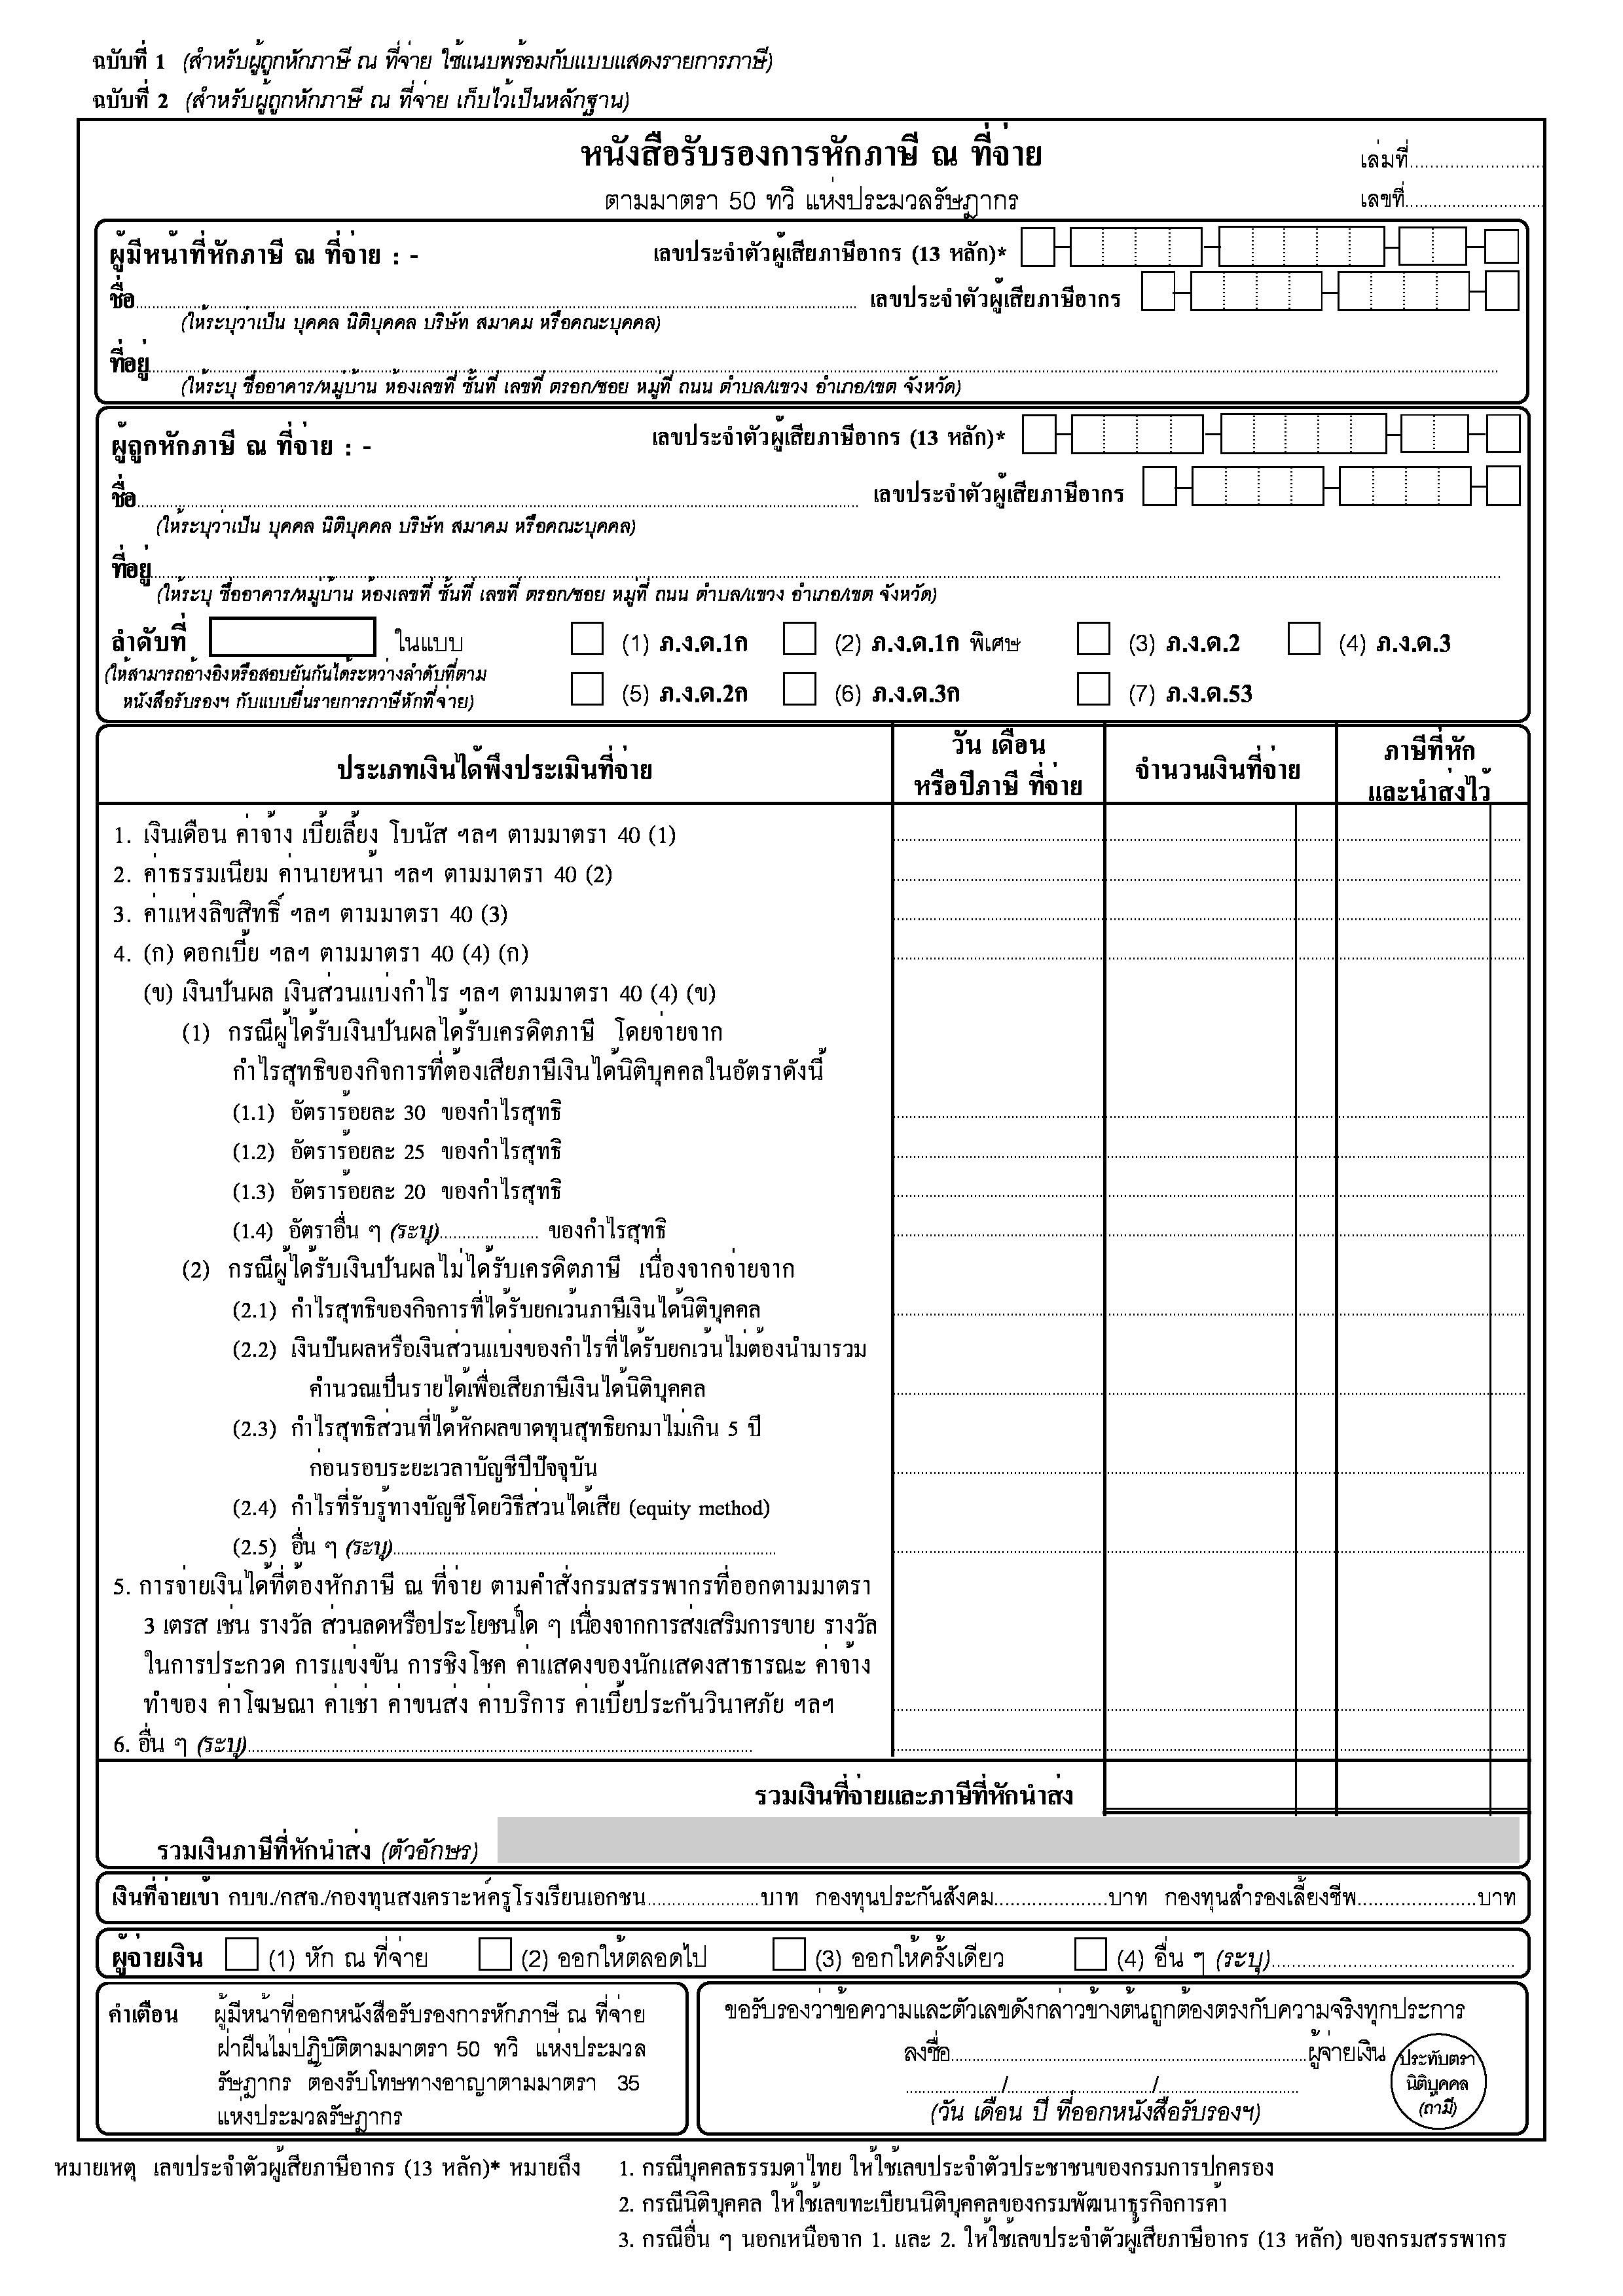 ฉบับที่ 1 (สำหรับผู้ถูกหักภาษี ณ ที่จ่าย ใช้แนบพร้อมกับแบบแสดงรายการภาษี)
ฉบับที่ 2 (สำหรับผู้ถูกหักภาษี ณ ที่จ่าย เก็บไว้เป็นหลักฐาน)
หนังสือรับรองการหักภาษี ณ ที่จ่าย
เล่มที่........................
ตามมาตรา 50 ทวิ แห่งประมวลรัษฎากร
เลขที่........................
ผู้มีหน้าที่หักภาษี ณ ที่จ่าย : -
เลขประจำตัวผู้เสียภาษีอากร (13 หลัก)*
ชื่อ........................ เลขประจำตัวผู้เสียภาษีอากร
(ให้ระบุว่าเป็น บุคคล นิติบุคคล บริษัท สมาคม หรือคณะบุคคล)
ที่อยู่........................
(ให้ระบุ ชื่ออาคาร/หมู่บ้าน ห้องเลขที่ ชั้นที่ เลขที่ ตรอก/ซอย หมู่ที่ ถนน ตำบล/แขวง อำเภอ/เขต จังหวัด)
ผู้ถูกหักภาษี ณ ที่จ่าย : -
เลขประจำตัวผู้เสียภาษีอากร (13 หลัก)*
ชื่อ........................ เลขประจำตัวผู้เสียภาษีอากร
(ให้ระบุว่าเป็น บุคคล นิติบุคคล บริษัท สมาคม หรือคณะบุคคล)
ที่อยู่........................
(ให้ระบุ ชื่ออาคาร/หมู่บ้าน ห้องเลขที่ ชั้นที่ เลขที่ ตรอก/ซอย หมู่ที่ ถนน ตำบล/แขวง อำเภอ/เขต จังหวัด)
ลำดับที่ ในแบบ (1) ภ.ง.ด.1ก (2) ภ.ง.ด.1ก พิเศษ (3) ภ.ง.ด.2 (4) ภ.ง.ด.3
(ให้สามารถอ้างอิงหรือสอบยันกันได้ระหว่างลำดับที่ตาม
หนังสือรับรองฯ กับแบบยื่นรายการภาษีหักที่จ่าย)
(5) ภ.ง.ด.2ก (6) ภ.ง.ด.3ก (7) ภ.ง.ด.53
ประเภทเงินได้พึงประเมินที่จ่าย
วัน เดือน
หรือปีภาษี ที่จ่าย
จำนวนเงินที่จ่าย
ภาษีที่หัก
และนำส่งไว้
1. เงินเดือน ค่าจ้าง เบี้ยเลี้ยง โบนัส ฯลฯ ตามมาตรา 40 (1)
2. ค่าธรรมเนียม ค่านายหน้า ฯลฯ ตามมาตรา 40 (2)
3. ค่าแห่งลิขสิทธิ์ ฯลฯ ตามมาตรา 40 (3)
4. (ก) ดอกเบี้ย ฯลฯ ตามมาตรา 40 (4) (ก)
(ข) เงินปันผล เงินส่วนแบ่งกำไร ฯลฯ ตามมาตรา 40 (4) (ข)
(1) กรณีผู้ได้รับเงินปันผลได้รับเครดิตภาษี โดยจ่ายจาก
กำไรสุทธิของกิจการที่ต้องเสียภาษีเงินได้นิติบุคคลในอัตราดังนี้
(1.1) อัตราร้อยละ 30 ของกำไรสุทธิ
(1.2) อัตราร้อยละ 25 ของกำไรสุทธิ
(1.3) อัตราร้อยละ 20 ของกำไรสุทธิ
(1.4) อัตราอื่น ๆ (ระบุ)..................... ของกำไรสุทธิ
(2) กรณีผู้ได้รับเงินปันผลไม่ได้รับเครดิตภาษี เนื่องจากจ่ายจาก
(2.1) กำไรสุทธิของกิจการที่ได้รับยกเว้นภาษีเงินได้นิติบุคคล
(2.2) เงินปันผลหรือเงินส่วนแบ่งของกำไรที่ได้รับยกเว้นไม่ต้องนำมารวม
คำนวณเป็นรายได้เพื่อเสียภาษีเงินได้นิติบุคคล
(2.3) กำไรสุทธิส่วนที่ได้หักผลขาดทุนสุทธิยกมาไม่เกิน 5 ปี
ก่อนรอบระยะเวลาบัญชีปีปัจจุบัน
(2.4) กำไรที่รับรู้ทางบัญชีโดยวิธีส่วนได้เสีย (equity method)
(2.5) อื่น ๆ (ระบุ)........................
5. การจ่ายเงินได้ที่ต้องหักภาษี ณ ที่จ่าย ตามคำสั่งกรมสรรพากรที่ออกตามมาตรา
3 เตรส เช่น รางวัล ส่วนลดหรือประโยชน์ใด ๆ เนื่องจากการส่งเสริมการขาย รางวัล
ในการประกวด การแข่งขัน การชิงโชค ค่าแสดงของนักแสดงสาธารณะ ค่าจ้าง
ทำของ ค่าโฆษณา ค่าเช่า ค่าขนส่ง ค่าบริการ ค่าเบี้ยประกันวินาศภัย ฯลฯ
6. อื่น ๆ (ระบุ)........................
รวมเงินที่จ่ายและภาษีที่หักนำส่ง
รวมเงินภาษีที่หักนำส่ง (ตัวอักษร)
เงินที่จ่ายเข้า กบข./กสจ./กองทุนสงเคราะห์ครูโรงเรียนเอกชน........................บาท กองทุนประกันสังคม........................บาท กองทุนสำรองเลี้ยงชีพ........................บาท
ผู้จ่ายเงิน (1) หัก ณ ที่จ่าย (2) ออกให้ตลอดไป (3) ออกให้ครั้งเดียว (4) อื่น ๆ (ระบุ)........................
คำเตือน ผู้มีหน้าที่ออกหนังสือรับรองการหักภาษี ณ ที่จ่าย
ฝ่าฝืนไม่ปฏิบัติตามมาตรา 50 ทวิ แห่งประมวล
รัษฎากร ต้องรับโทษทางอาญาตามมาตรา 35
แห่งประมวลรัษฎากร
ขอรับรองว่าข้อความและตัวเลขดังกล่าวข้างต้นถูกต้องตรงกับความจริงทุกประการ
ลงชื่อ........................ผู้จ่ายเงิน
..................../............................../............................
(วัน เดือน ปี ที่ออกหนังสือรับรองฯ)
ประทับตรา
นิติบุคคล
(ถ้ามี)
หมายเหตุ เลขประจำตัวผู้เสียภาษีอากร (13 หลัก)* หมายถึง 1. กรณีบุคคลธรรมดาไทย ให้ใช้เลขประจำตัวประชาชนของกรมการปกครอง
2. กรณีนิติบุคคล ให้ใช้เลขทะเบียนนิติบุคคลของกรมพัฒนาธุรกิจการค้า
3. กรณีอื่น ๆ นอกเหนือจาก 1. และ 2. ให้ใช้เลขประจำตัวผู้เสียภาษีอากร (13 หลัก) ของกรมสรรพากร